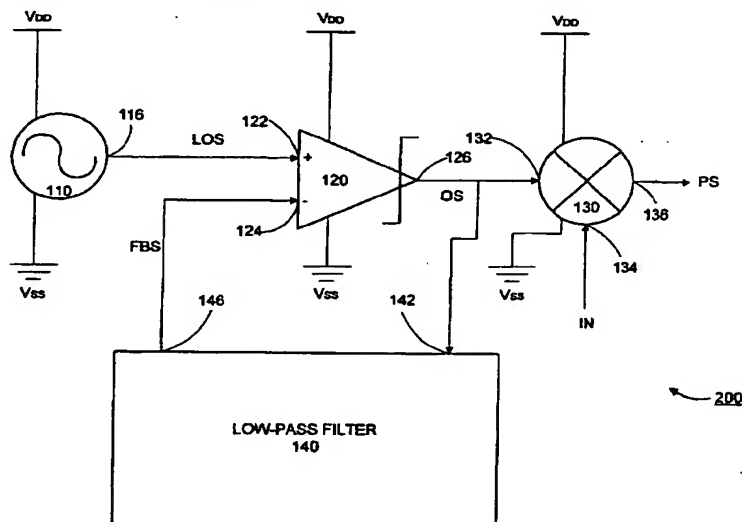 VDD
VDD
VDD
116
LOS
122
+
120
126
132
110
-
124
OS
130
136
PS
FBS
134
VSS
VSS
VSS
146
142
IN
200
LOW-PASS FILTER
140